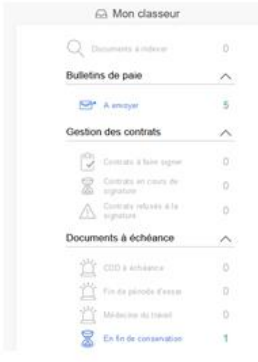 Mon classeur
Documents à indexer 0
Bulletins de paie
A envoyer 5
Gestion des contrats
Contrats à faire signer 0
Contrats en cours de
signature 0
Contrats refusés à la
signature 0
Documents à échéance
CDD à échéance 0
Fin de période d'essai 0
Médecine du travail 0
En fin de conservation 1